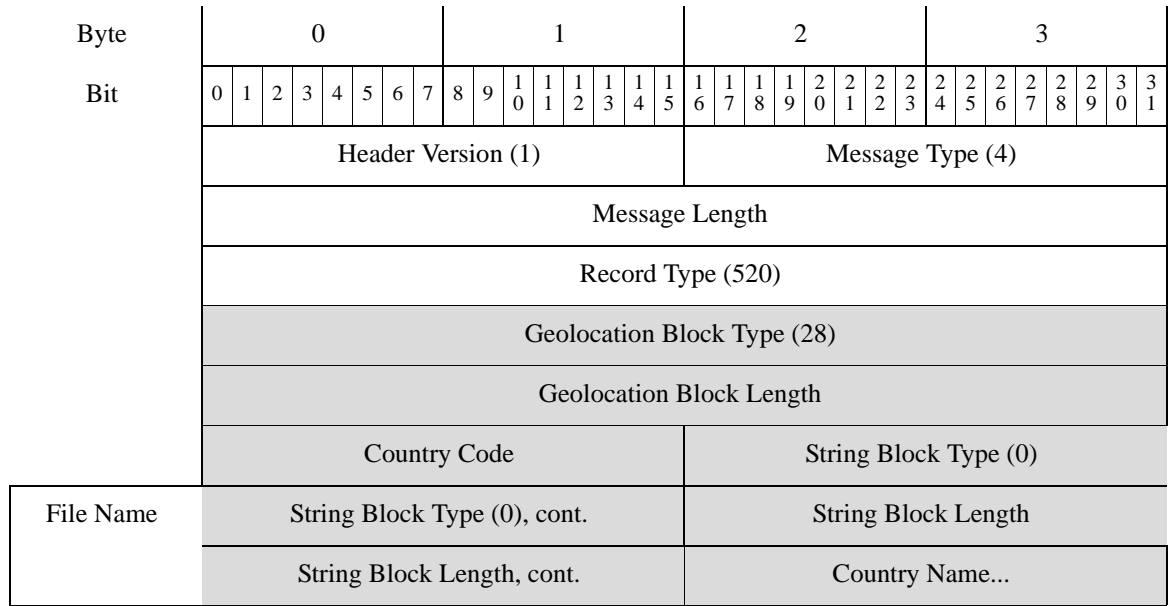 Byte 0 1 2 3
Bit 0 1 2 3 4 5 6 7 8 9 10 11 12 13 14 15 16 17 18 19 20 21 22 23 24 25 26 27 28 29 30 31
Header Version (1) Message Type (4)
Message Length
Record Type (520)
Geolocation Block Type (28)
Geolocation Block Length
Country Code String Block Type (0)
File Name String Block Type (0), cont. String Block Length
String Block Length, cont. Country Name...